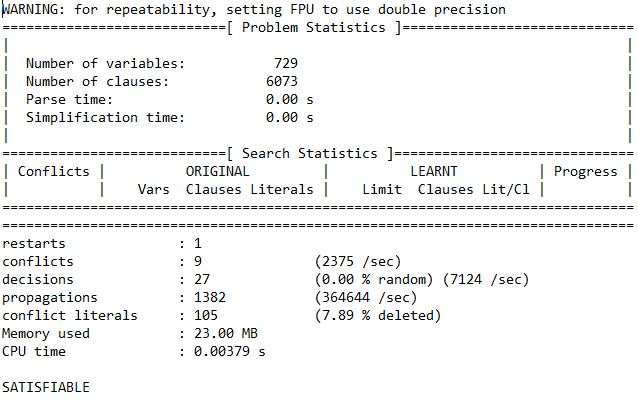 WARNING: for repeatability, setting FPU to use double precision
============================[ Problem Statistics ]=============================
|                                                                             |
|  Number of variables:           729                                         |
|  Number of clauses:            6073                                         |
|  Parse time:                   0.00 s                                       |
|  Simplification time:          0.00 s                                       |
|                                                                             |
============================[ Search Statistics ]==============================
| Conflicts |          ORIGINAL         |          LEARNT          | Progress |
|           |    Vars  Clauses Literals |    Limit  Clauses Lit/Cl |          |
===============================================================================
===============================================================================
restarts              : 1
conflicts             : 9              (2375 /sec)
decisions             : 27             (0.00 % random) (7124 /sec)
propagations          : 1382           (364644 /sec)
conflict literals     : 105            (7.89 % deleted)
Memory used           : 23.00 MB
CPU time              : 0.00379 s

SATISFIABLE